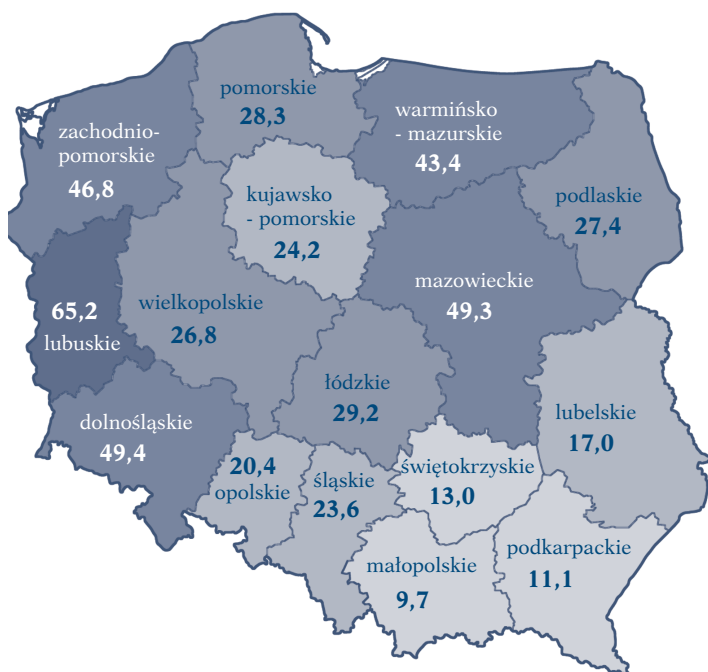 pomorskie
28,3
warmińsko
- mazurskie
43,4
zachodnio-
pomorskie
46,8
kujawsko
- pomorskie
24,2
podlaskie
27,4
mazowieckie
49,3
65,2
lubuskie
wielkopolskie
26,8
łódzkie
29,2
dolnośląskie
49,4
lubelskie
17,0
20,4
opolskie
śląskie
23,6
świętokrzyskie
13,0
małopolskie
9,7
podkarpackie
11,1